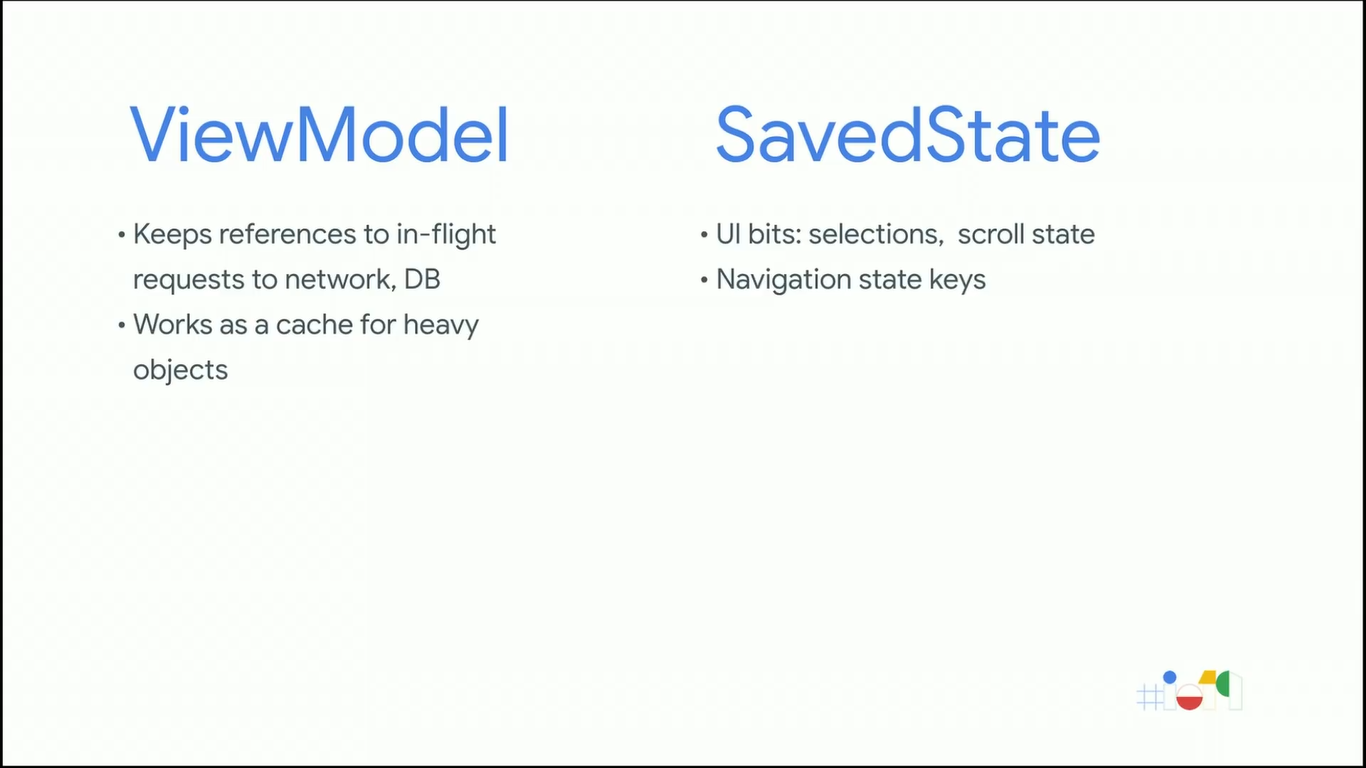 ViewModel
• Keeps references to in-flight
requests to network, DB
• Works as a cache for heavy
objects
SavedState
• UI bits: selections,  scroll state
• Navigation state keys
#io19